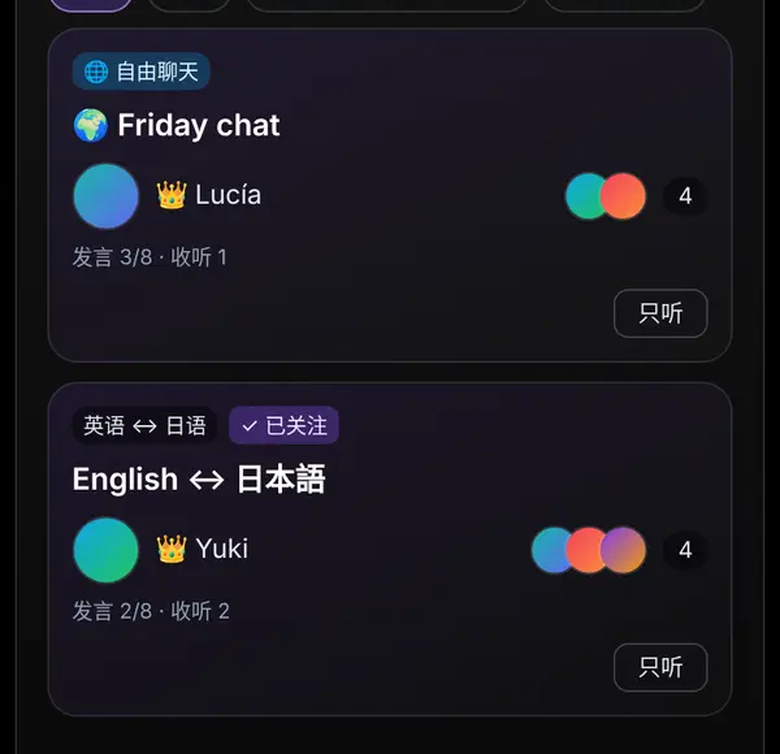 🌐 自由聊天
🌍 Friday chat
👑 Lucía
4
发言 3/8 · 收听 1
只听
英语 ↔ 日语 ✓ 已关注
English ↔ 日本語
👑 Yuki
4
发言 2/8 · 收听 2
只听